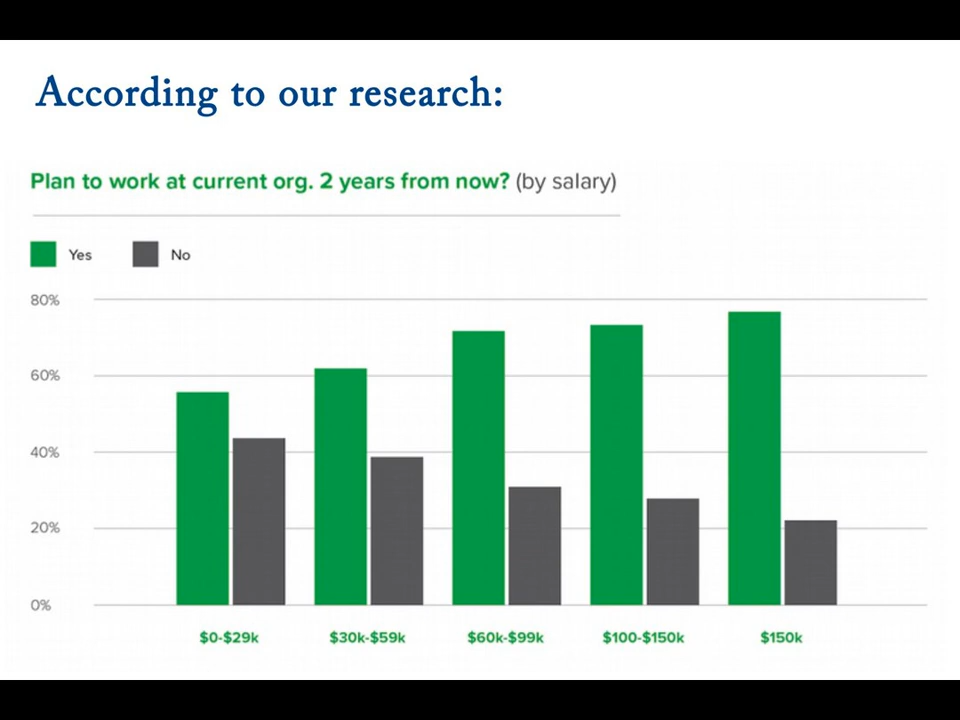 According to our research:
Plan to work at current org. 2 years from now? (by salary)
Yes No
80%
60%
40%
20%
0%
$0-$29k $30k-$59k $60k-$99k $100-$150k $150k